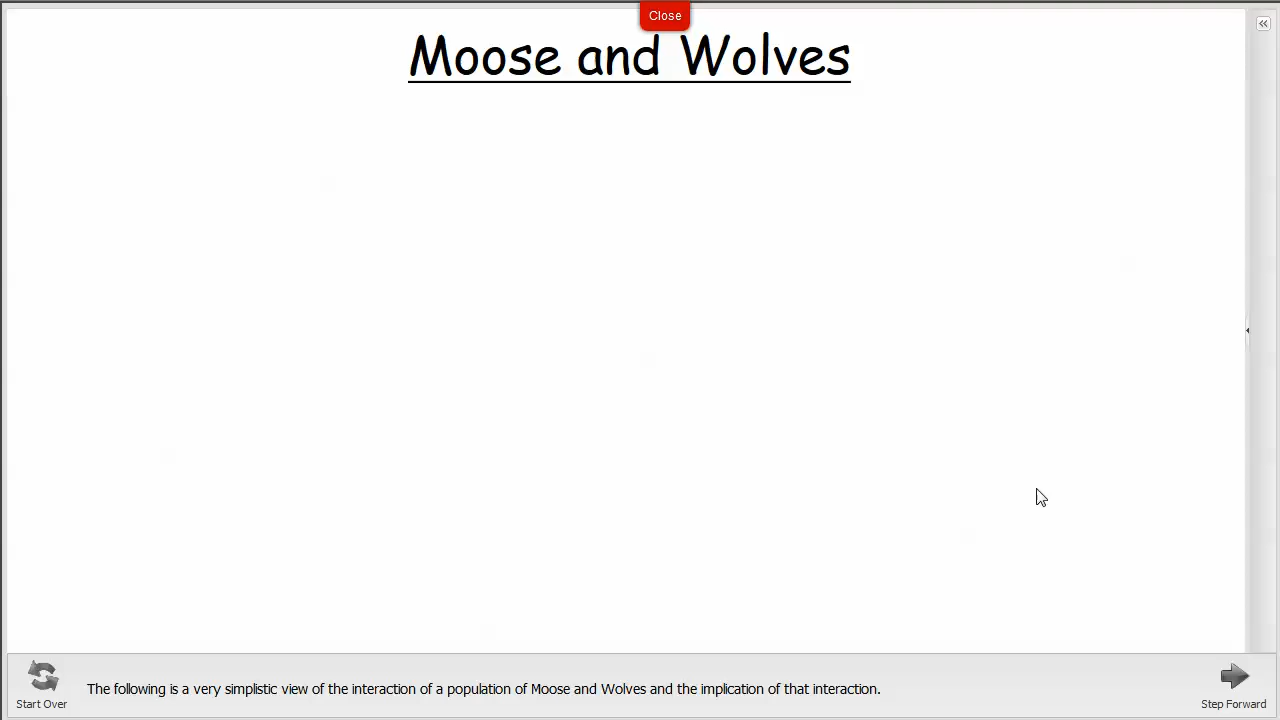 Close
Moose and Wolves
Start Over
The following is a very simplistic view of the interaction of a population of Moose and Wolves and the implication of that interaction.
Step Forward